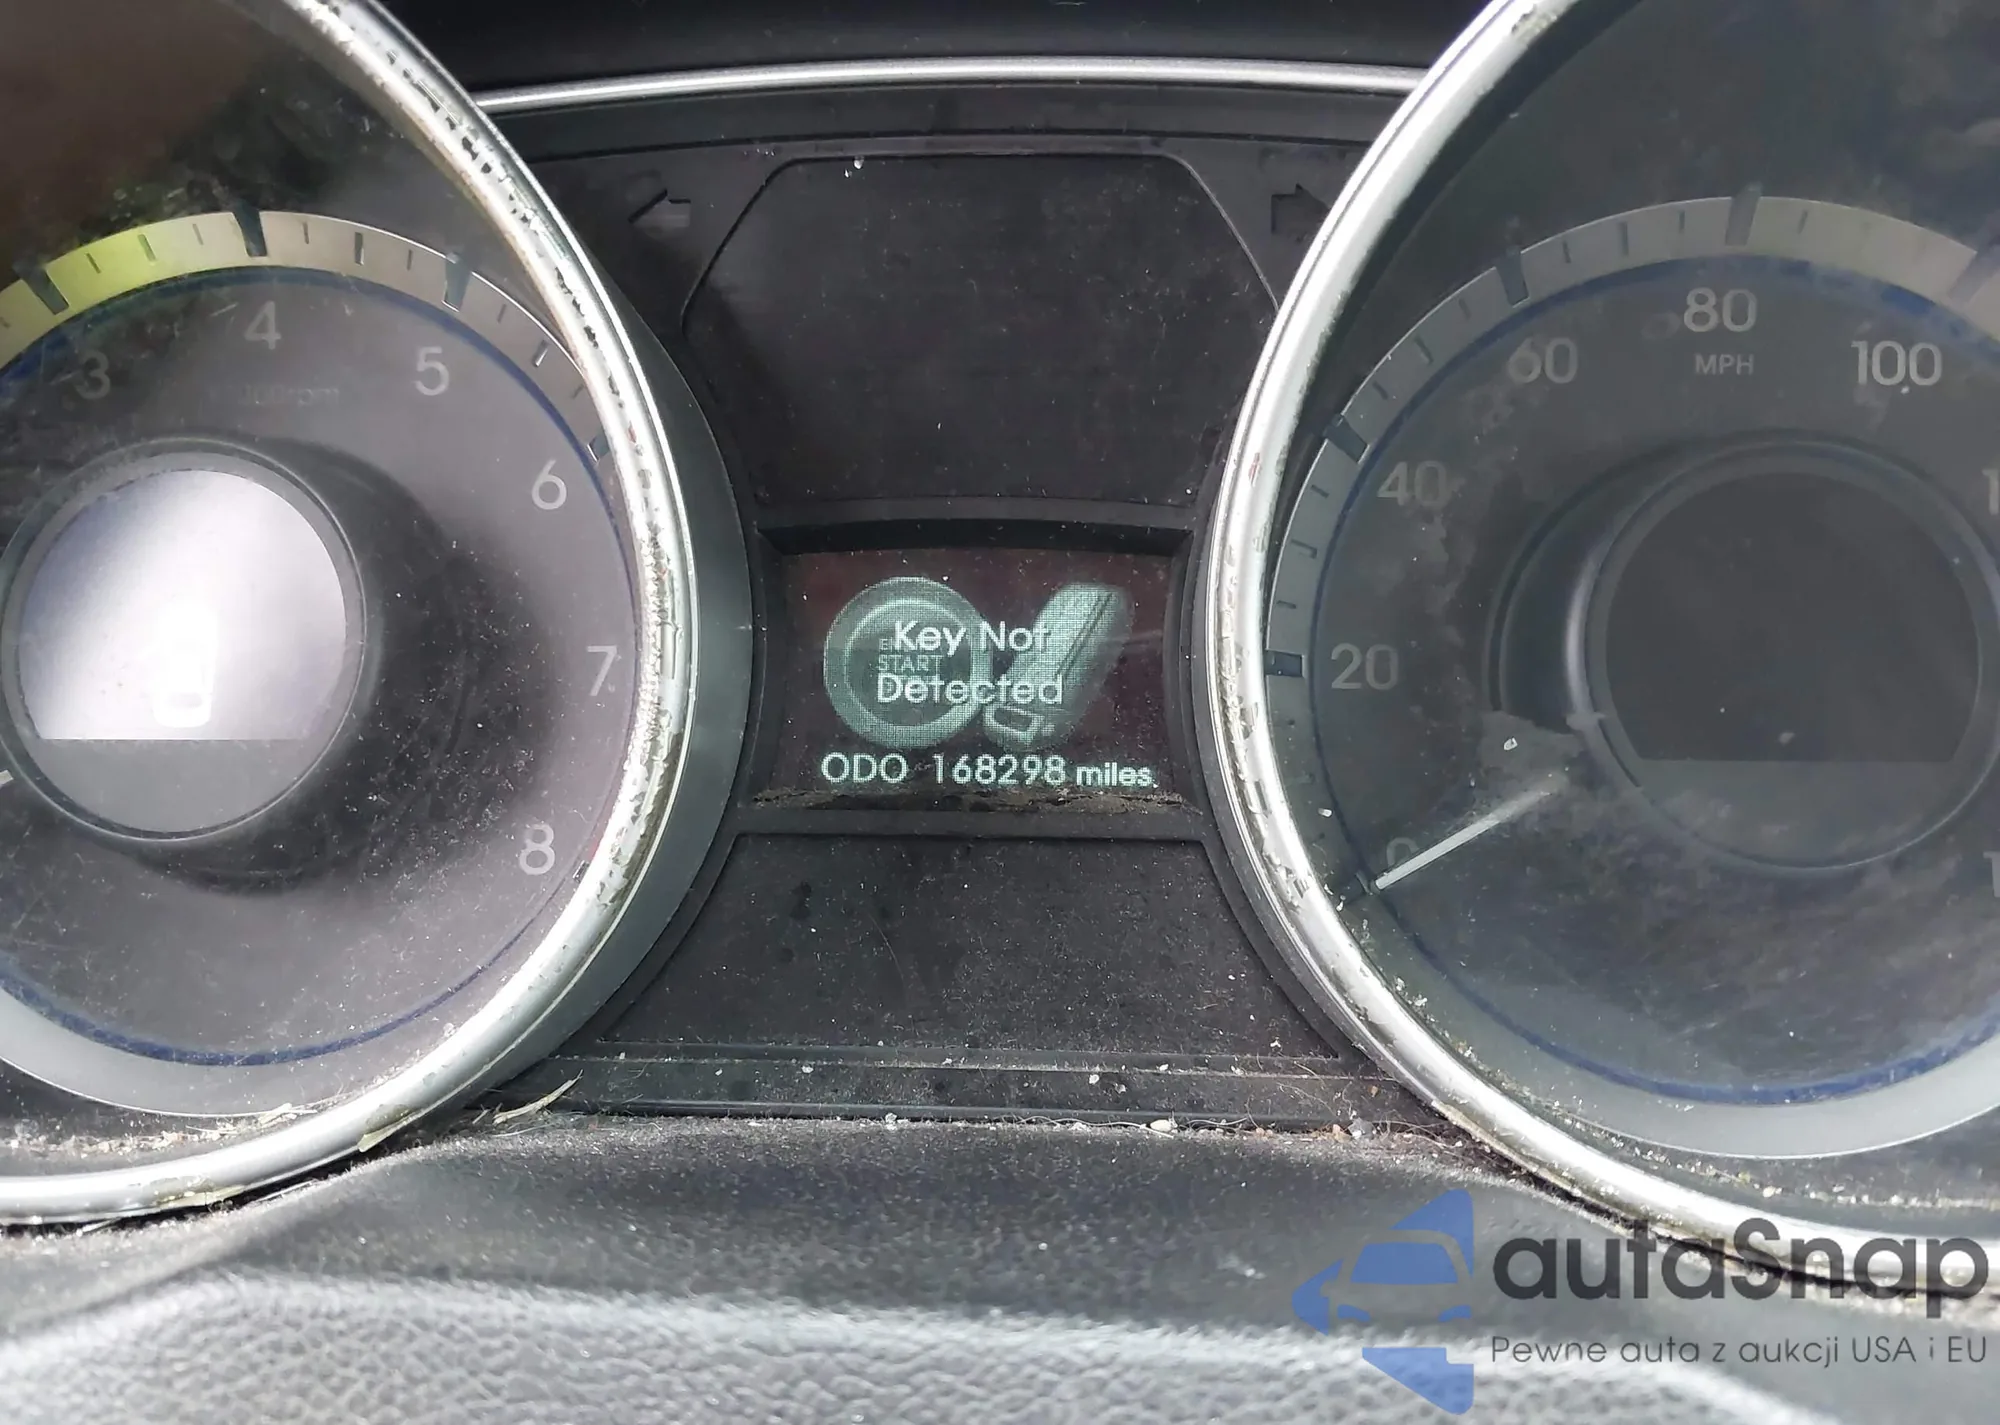 3
4
5
6
7
8
Key Not
START
Detected
ODO 168298 miles.
0
20
40
60
80
MPH
100
autaSnap
Pewne auta z aukcji USA i EU